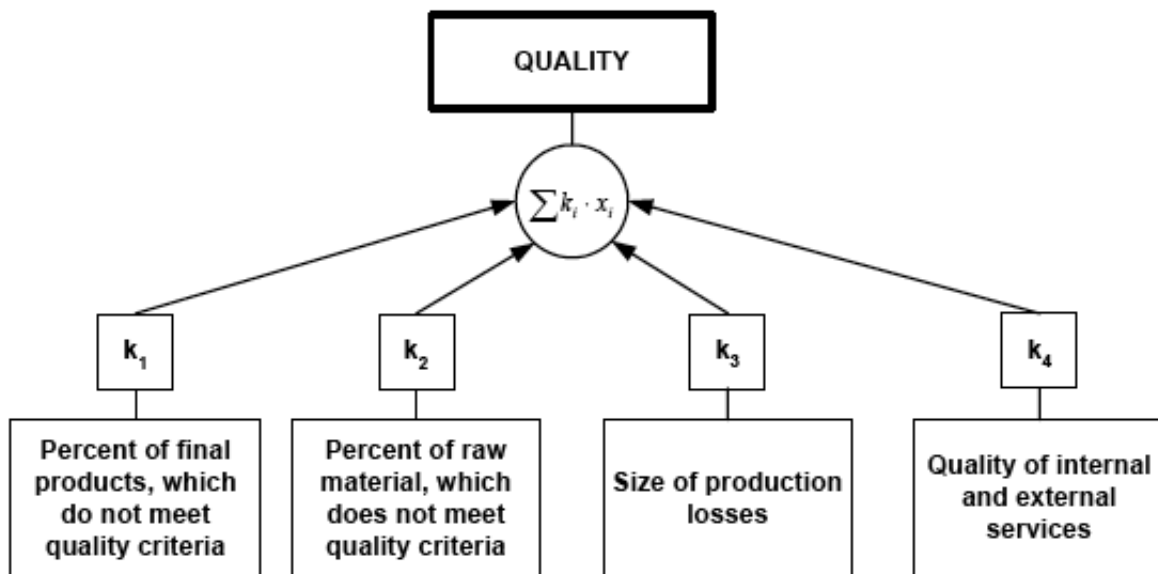 QUALITY
∑ kᵢ · xᵢ
k₁
k₂
k₃
k₄
Percent of final
products, which
do not meet
quality criteria
Percent of raw
material, which
does not meet
quality criteria
Size of production
losses
Quality of internal
and external
services